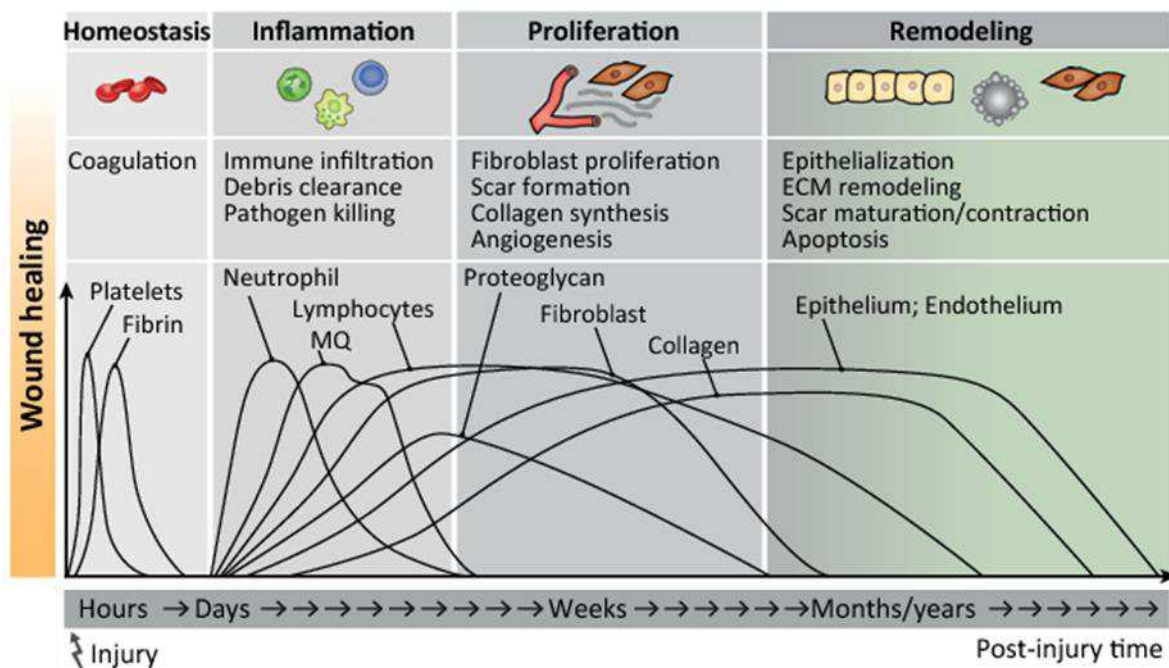 Homeostasis
Inflammation
Proliferation
Remodeling
Wound healing
Coagulation
Immune infiltration
Debris clearance
Pathogen killing
Fibroblast proliferation
Scar formation
Collagen synthesis
Angiogenesis
Epithelialization
ECM remodeling
Scar maturation/contraction
Apoptosis
Platelets
Fibrin
Neutrophil
Lymphocytes
MQ
Proteoglycan
Fibroblast
Collagen
Epithelium; Endothelium
Hours → Days → → → → → → → → → → → Weeks → → → → → → → → Months/years → → → → → → →
Injury
Post-injury time